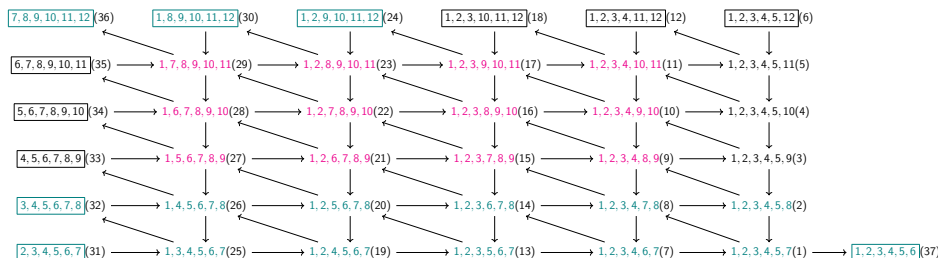 7, 8, 9, 10, 11, 12 (36) 1, 8, 9, 10, 11, 12 (30) 1, 2, 9, 10, 11, 12 (24) 1, 2, 3, 10, 11, 12 (18) 1, 2, 3, 4, 11, 12 (12) 1, 2, 3, 4, 5, 12 (6)
6, 7, 8, 9, 10, 11 (35) 1, 7, 8, 9, 10, 11(29) 1, 2, 8, 9, 10, 11(23) 1, 2, 3, 9, 10, 11(17) 1, 2, 3, 4, 10, 11(11) 1, 2, 3, 4, 5, 11(5)
5, 6, 7, 8, 9, 10 (34) 1, 6, 7, 8, 9, 10(28) 1, 2, 7, 8, 9, 10(22) 1, 2, 3, 8, 9, 10(16) 1, 2, 3, 4, 9, 10(10) 1, 2, 3, 4, 5, 10(4)
4, 5, 6, 7, 8, 9 (33) 1, 5, 6, 7, 8, 9(27) 1, 2, 6, 7, 8, 9(21) 1, 2, 3, 7, 8, 9(15) 1, 2, 3, 4, 8, 9(9) 1, 2, 3, 4, 5, 9(3)
3, 4, 5, 6, 7, 8 (32) 1, 4, 5, 6, 7, 8(26) 1, 2, 5, 6, 7, 8(20) 1, 2, 3, 6, 7, 8(14) 1, 2, 3, 4, 7, 8(8) 1, 2, 3, 4, 5, 8(2)
2, 3, 4, 5, 6, 7 (31) 1, 3, 4, 5, 6, 7(25) 1, 2, 4, 5, 6, 7(19) 1, 2, 3, 5, 6, 7(13) 1, 2, 3, 4, 6, 7(7) 1, 2, 3, 4, 5, 7(1) 1, 2, 3, 4, 5, 6 (37)